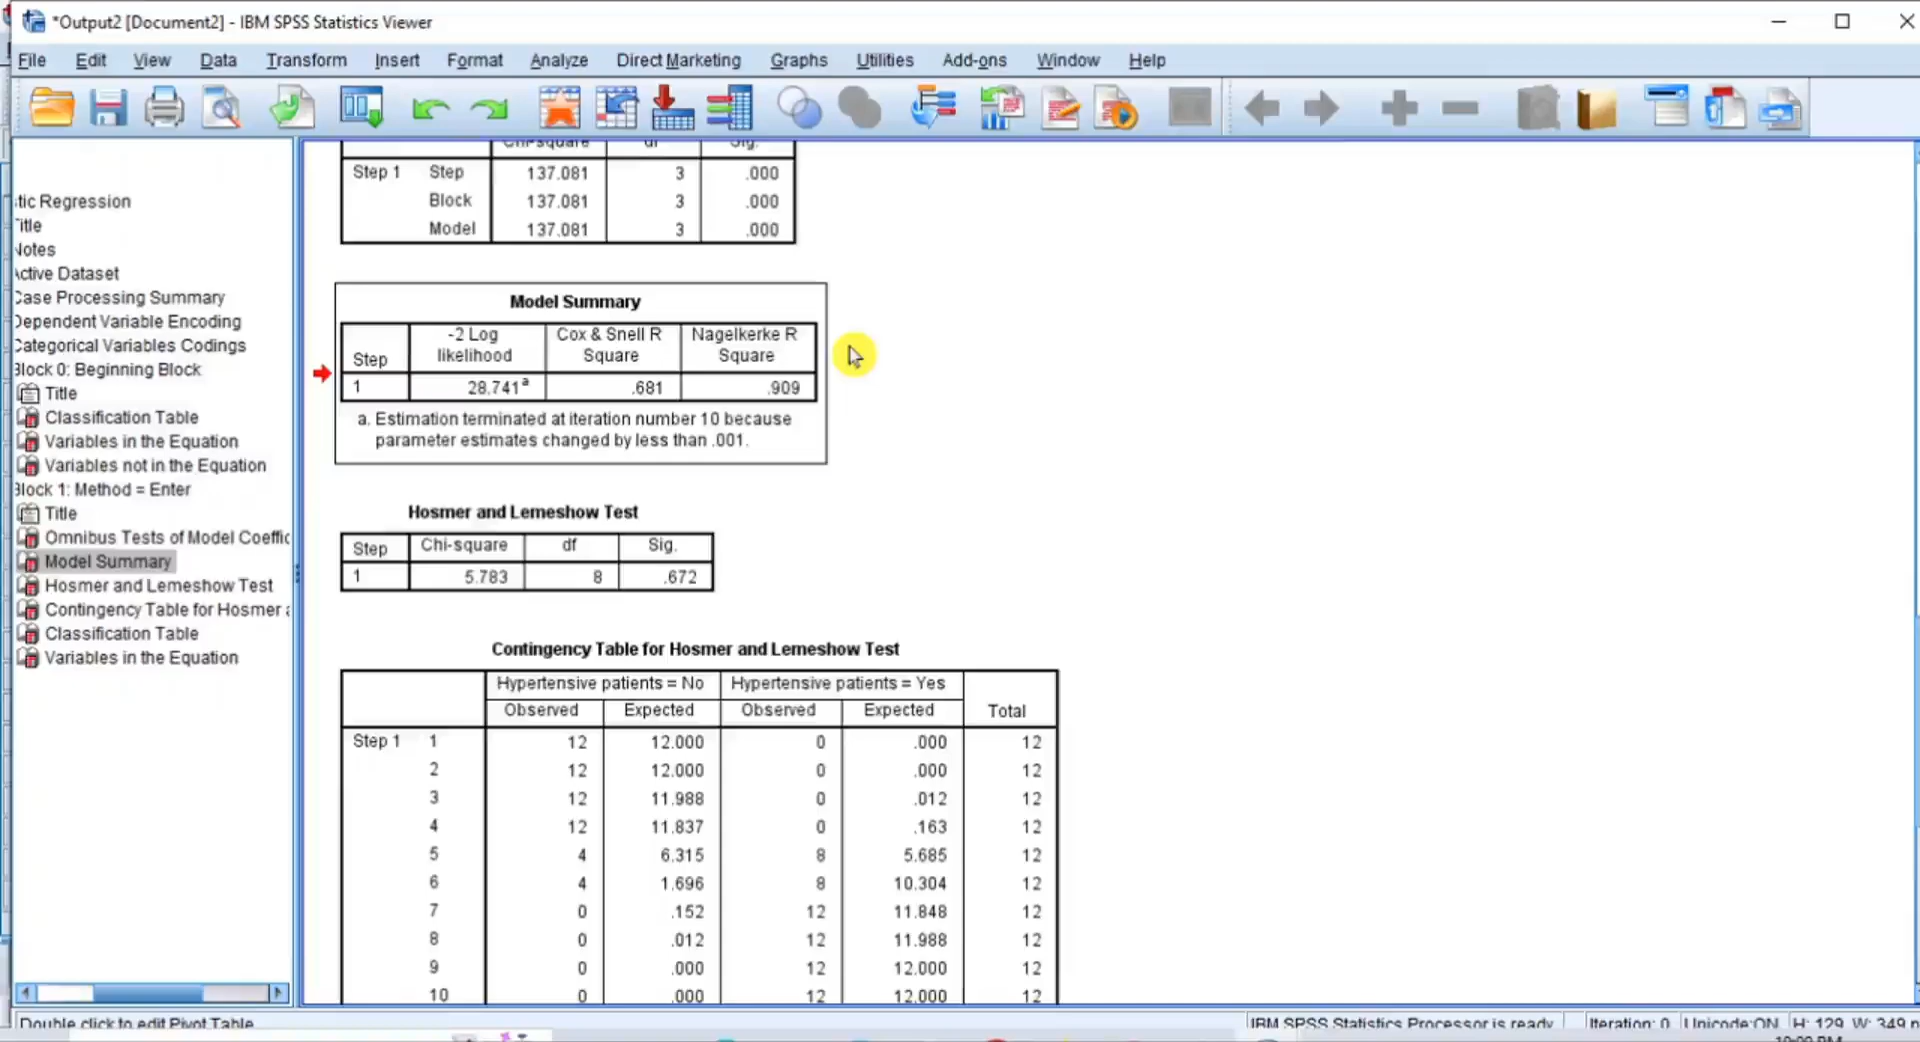 *Output2 [Document2] - IBM SPSS Statistics Viewer
File Edit View Data Transform Insert Format Analyze Direct Marketing Graphs Utilities Add-ons Window Help
tic Regression
Title
Notes
Active Dataset
Case Processing Summary
Dependent Variable Encoding
Categorical Variables Codings
Block 0: Beginning Block
Title
Classification Table
Variables in the Equation
Variables not in the Equation
Block 1: Method = Enter
Title
Omnibus Tests of Model Coeffic
Model Summary
Hosmer and Lemeshow Test
Contingency Table for Hosmer a
Classification Table
Variables in the Equation
Chi-square df Sig.
Step 1 Step 137.081 3 .000
Block 137.081 3 .000
Model 137.081 3 .000
Model Summary
Step -2 Log likelihood Cox & Snell R Square Nagelkerke R Square
1 28.741a .681 .909
a. Estimation terminated at iteration number 10 because
parameter estimates changed by less than .001.
Hosmer and Lemeshow Test
Step Chi-square df Sig.
1 5.783 8 .672
Contingency Table for Hosmer and Lemeshow Test
Hypertensive patients = No Hypertensive patients = Yes Total
Observed Expected Observed Expected
Step 1 1 12 12.000 0 .000 12
2 12 12.000 0 .000 12
3 12 11.988 0 .012 12
4 12 11.837 0 .163 12
5 4 6.315 8 5.685 12
6 4 1.696 8 10.304 12
7 0 .152 12 11.848 12
8 0 .012 12 11.988 12
9 0 .000 12 12.000 12
10 0 .000 12 12.000 12
Double click to edit Pivot Table IBM SPSS Statistics Processor is ready Iteration: 0 Unicode:ON H: 129, W: 349
10:09 PM